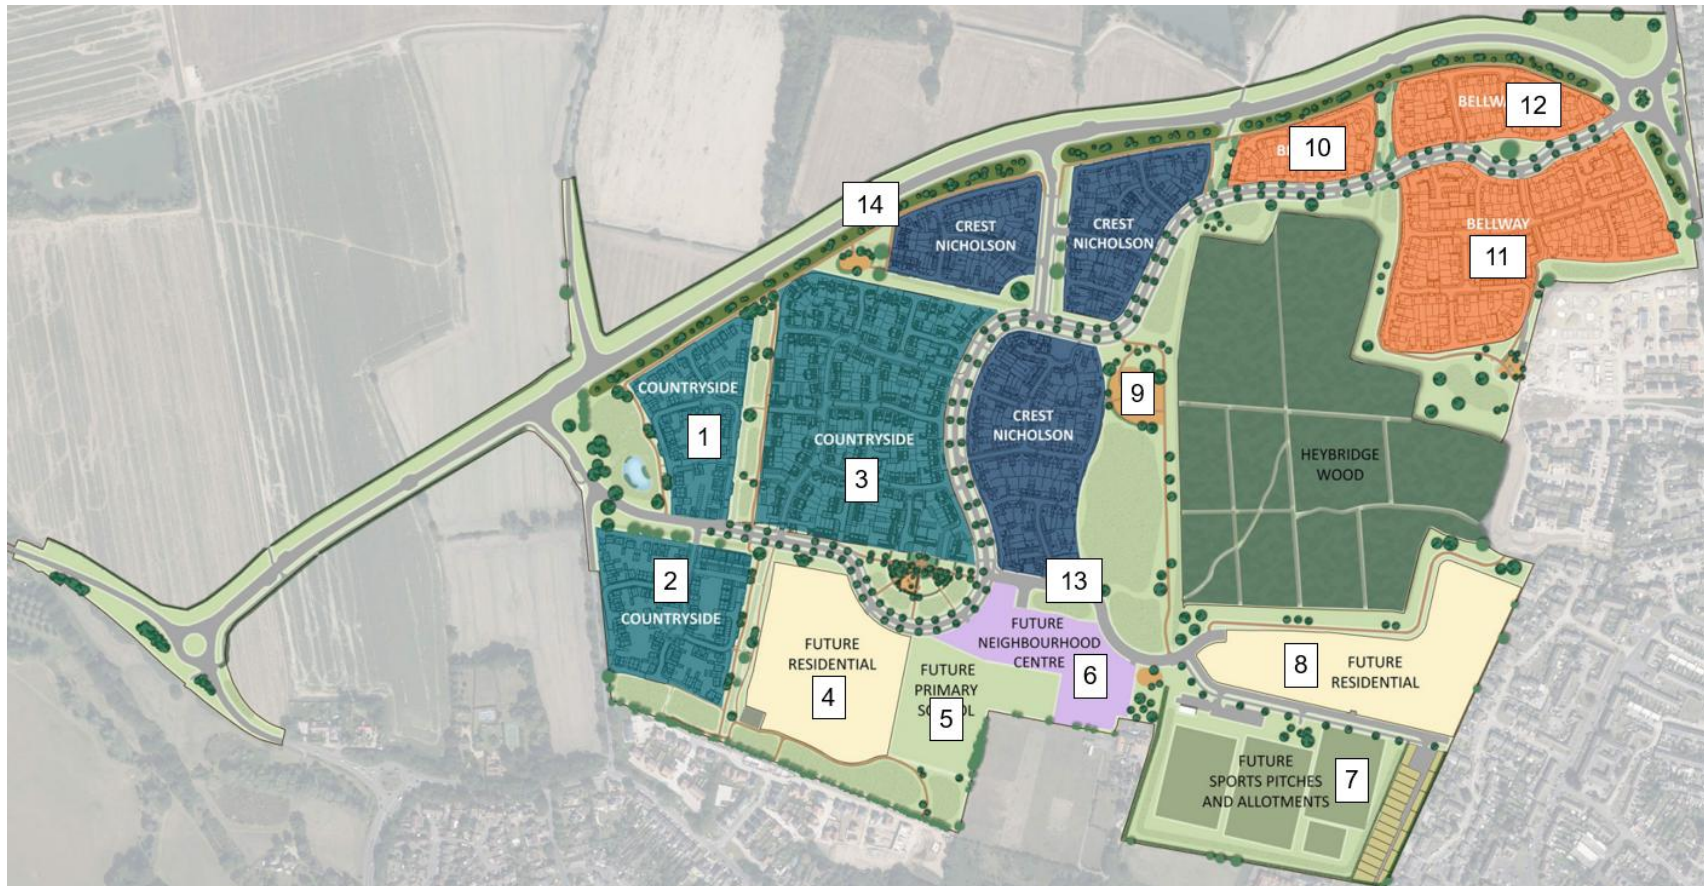 12
BELLWAY
10
14
CREST
NICHOLSON
CREST
NICHOLSON
BELLWAY
11
COUNTRYSIDE
1
COUNTRYSIDE
3
CREST
NICHOLSON
9
HEYBRIDGE
WOOD
2
COUNTRYSIDE
13
FUTURE
RESIDENTIAL
4
FUTURE
PRIMARY
5
FUTURE
NEIGHBOURHOOD
CENTRE
6
8
FUTURE
RESIDENTIAL
FUTURE
SPORTS PITCHES
AND ALLOTMENTS
7